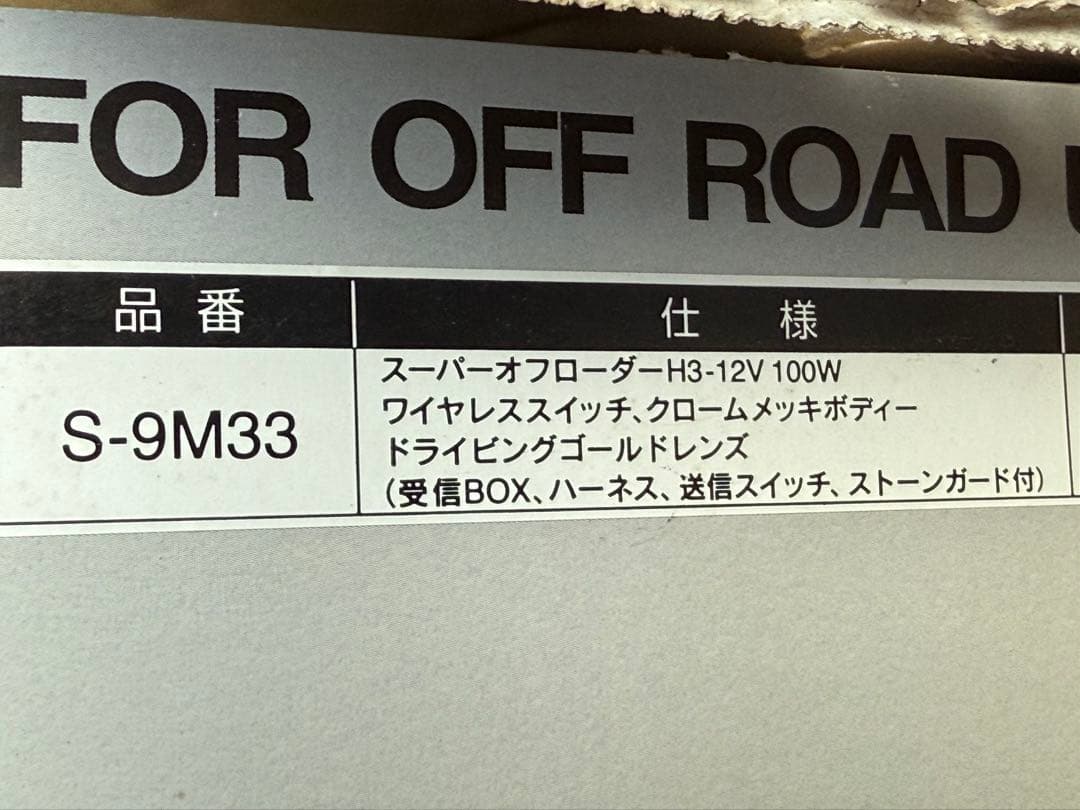 FOR OFF ROAD
品番 仕様
S-9M33
スーパーオフローダーH3-12V 100W
ワイヤレススイッチ、クロームメッキボディー
ドライビングゴールドレンズ
（受信BOX、ハーネス、送信スイッチ、ストーンガード付）